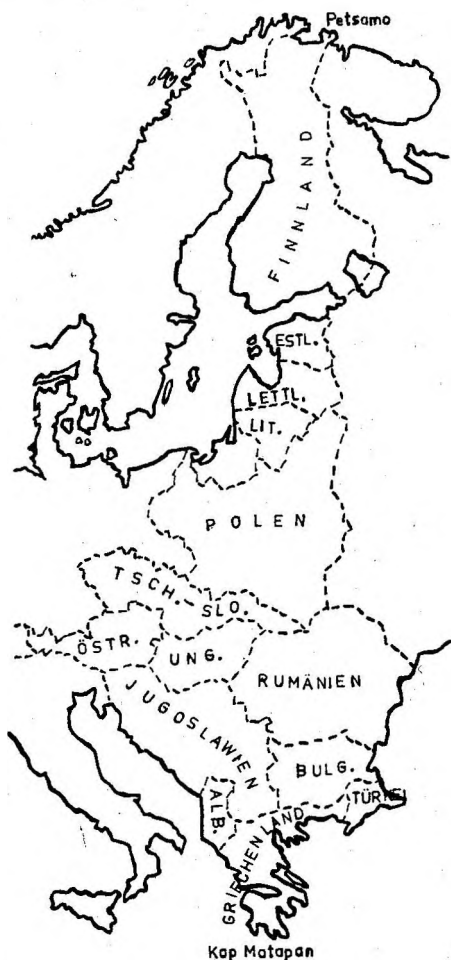 Petsamo
FINNLAND
ESTL.
LETTL.
LIT.
POLEN
TSCH.-SLO.
ÖSTR.
UNG.
RUMÄNIEN
JUGOSLAWIEN
BULG.
TÜRKEI
ALB.
GRIECHENLAND
Kap Matapan